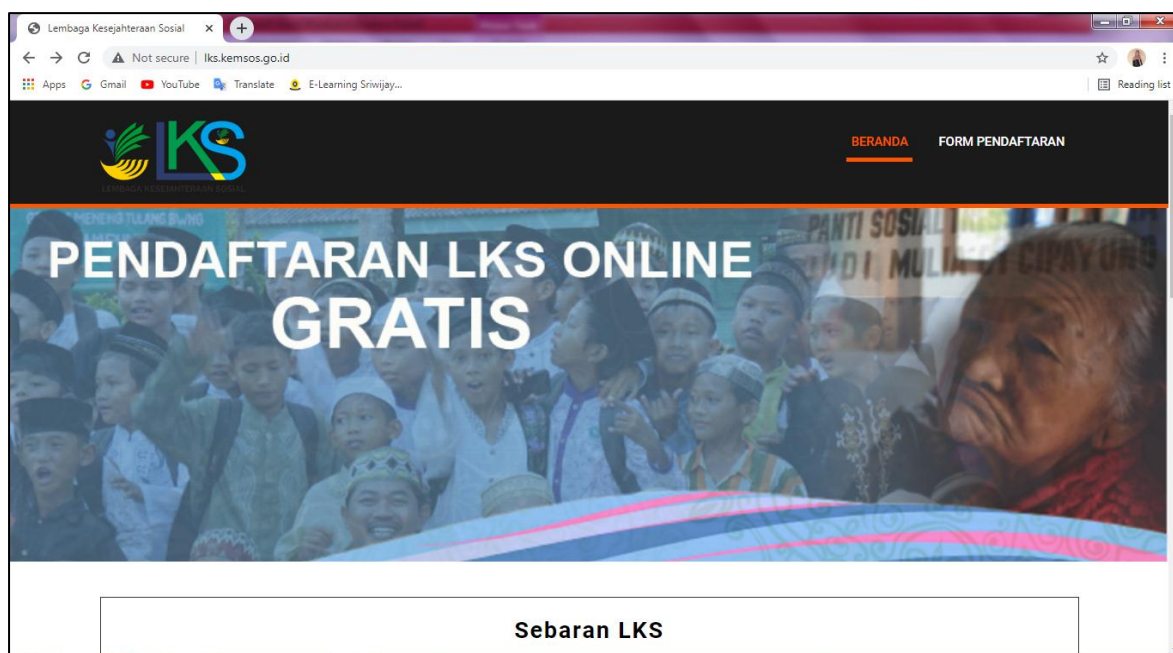 Lembaga Kesejahteraan Sosial
Not secure | lks.kemsos.go.id
Apps Gmail YouTube Translate E-Learning Sriwijay... Reading list
LKS
LEMBAGA KESEJAHTERAAN SOSIAL
BERANDA FORM PENDAFTARAN
PENDAFTARAN LKS ONLINE
GRATIS
PANTI SOSIAL
CIPAYUNG
Sebaran LKS